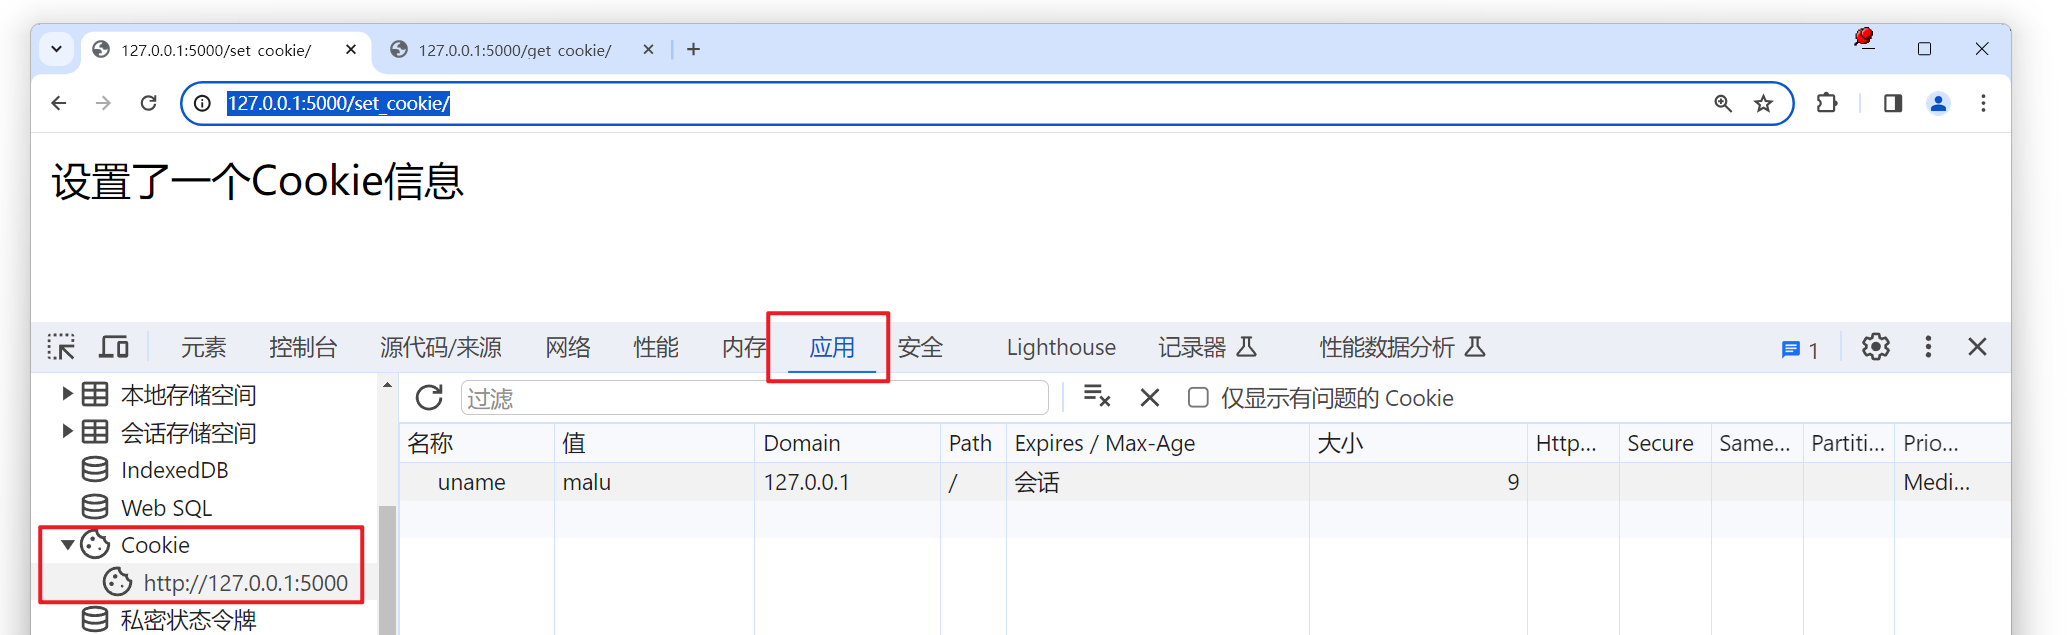 127.0.0.1:5000/set cookie/
127.0.0.1:5000/get cookie/
127.0.0.1:5000/set_cookie/
设置了一个Cookie信息
元素 控制台 源代码/来源 网络 性能 内存 应用 安全 Lighthouse 记录器 性能数据分析 1
本地存储空间
会话存储空间
IndexedDB
Web SQL
Cookie
http://127.0.0.1:5000
私密状态令牌
过滤 仅显示有问题的 Cookie
名称 值 Domain Path Expires / Max-Age 大小 Http... Secure Same... Partiti... Prio...
uname malu 127.0.0.1 / 会话 9 Medi...